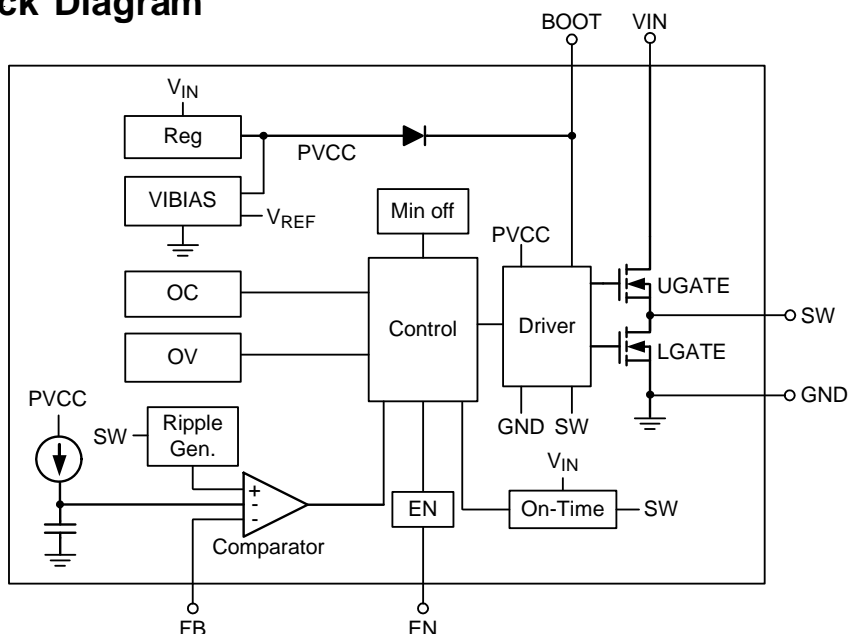 Diagram
BOOT VIN
VIN
Reg
PVCC
VIBIAS
VREF
Min off
PVCC
OC
UGATE
Control
Driver
SW
OV
LGATE
PVCC
GND
SW
Ripple
Gen.
GND SW
VIN
+
-
-
EN
On-Time
SW
Comparator
FB
EN